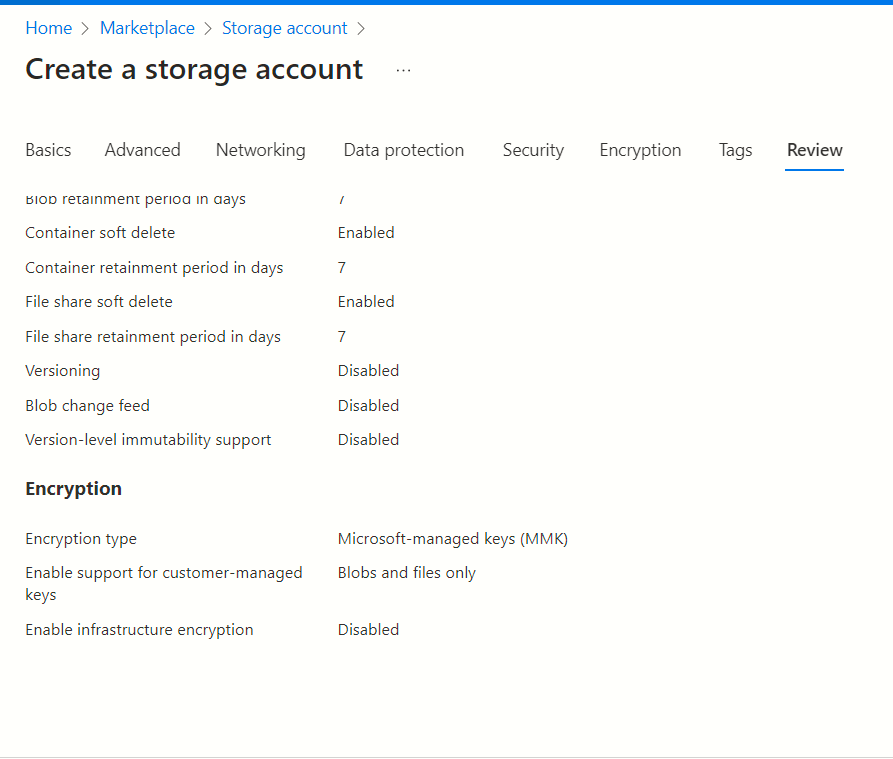 Home > Marketplace > Storage account >
Create a storage account ...
Basics Advanced Networking Data protection Security Encryption Tags Review
Blob retainment period in days 7
Container soft delete Enabled
Container retainment period in days 7
File share soft delete Enabled
File share retainment period in days 7
Versioning Disabled
Blob change feed Disabled
Version-level immutability support Disabled
Encryption
Encryption type Microsoft-managed keys (MMK)
Enable support for customer-managed Blobs and files only
keys
Enable infrastructure encryption Disabled